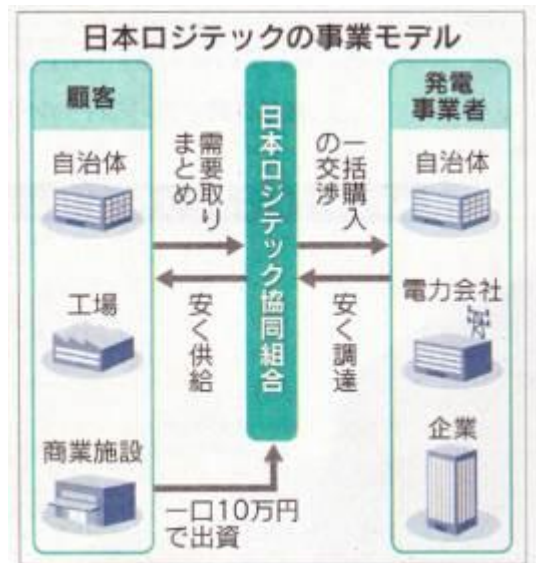 日本ロジテックの事業モデル
顧客
自治体
工場
商業施設
需要取り
まとめ
安く供給
一口10万円
で出資
日本ロジテック協同組合
一括購入
の交渉
安く調達
発電
事業者
自治体
電力会社
企業